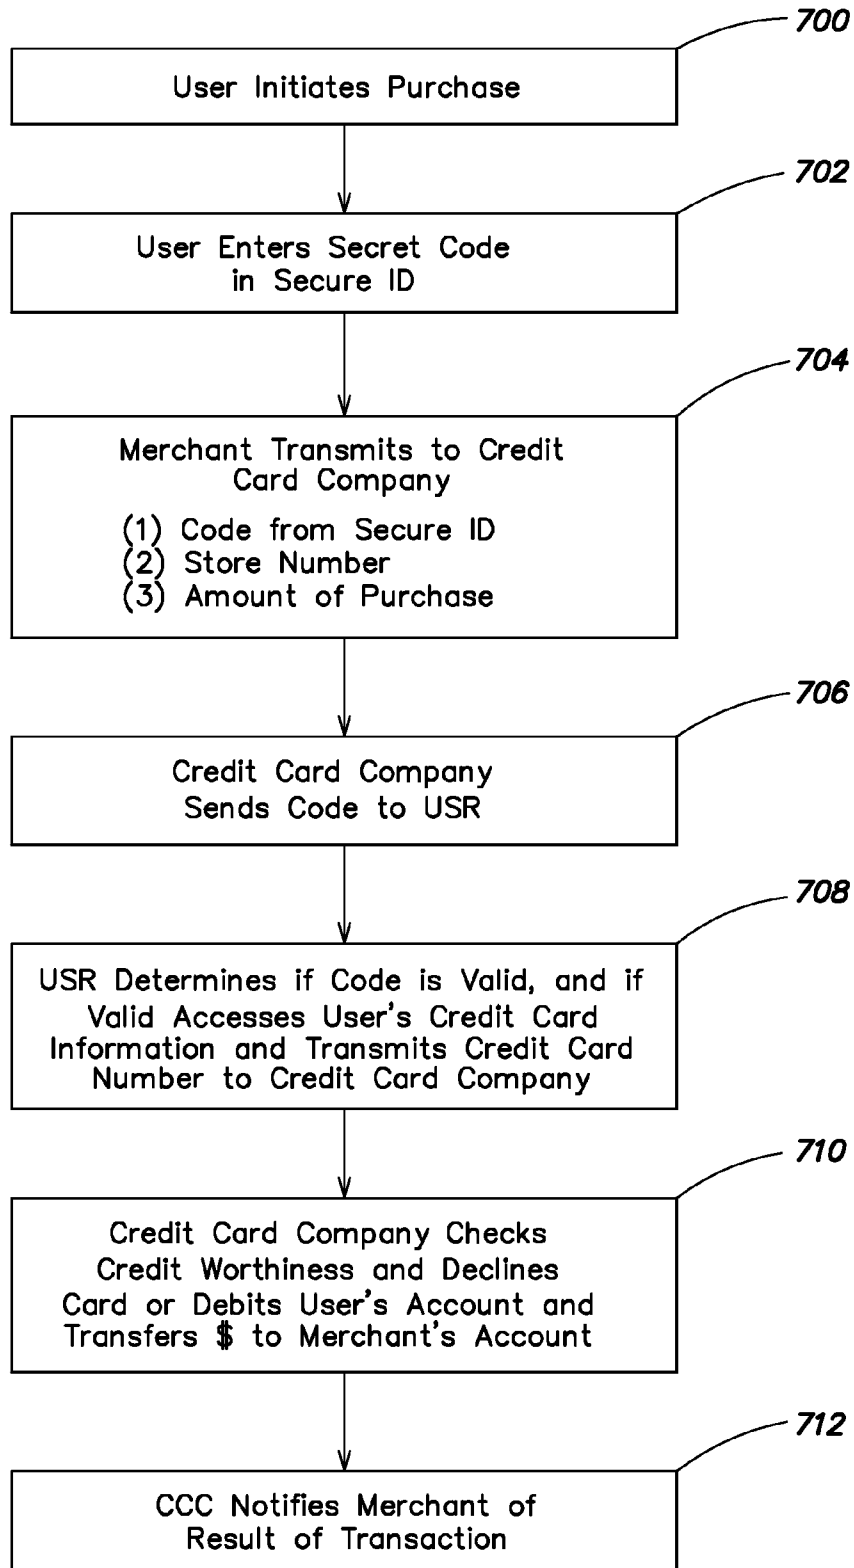 700
User Initiates Purchase
702
User Enters Secret Code
in Secure ID
704
Merchant Transmits to Credit
Card Company
(1) Code from Secure ID
(2) Store Number
(3) Amount of Purchase
706
Credit Card Company
Sends Code to USR
708
USR Determines if Code is Valid, and if
Valid Accesses User's Credit Card
Information and Transmits Credit Card
Number to Credit Card Company
710
Credit Card Company Checks
Credit Worthiness and Declines
Card or Debits User's Account and
Transfers $ to Merchant's Account
712
CCC Notifies Merchant of
Result of Transaction